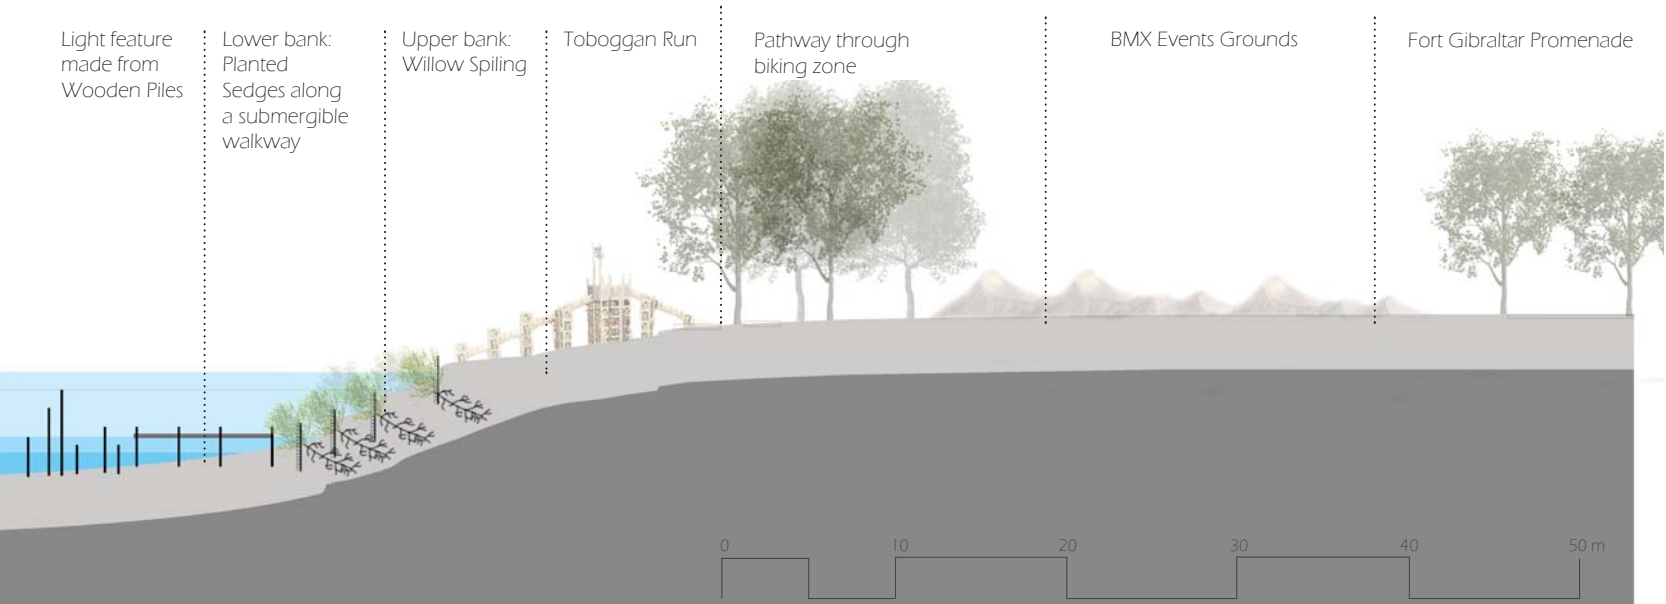 Light feature
made from
Wooden Piles
Lower bank:
Planted
Sedges along
a submergible
walkway
Upper bank:
Willow Spiling
Toboggan Run
Pathway through
biking zone
BMX Events Grounds
Fort Gibraltar Promenade
0
10
20
30
40
50 m